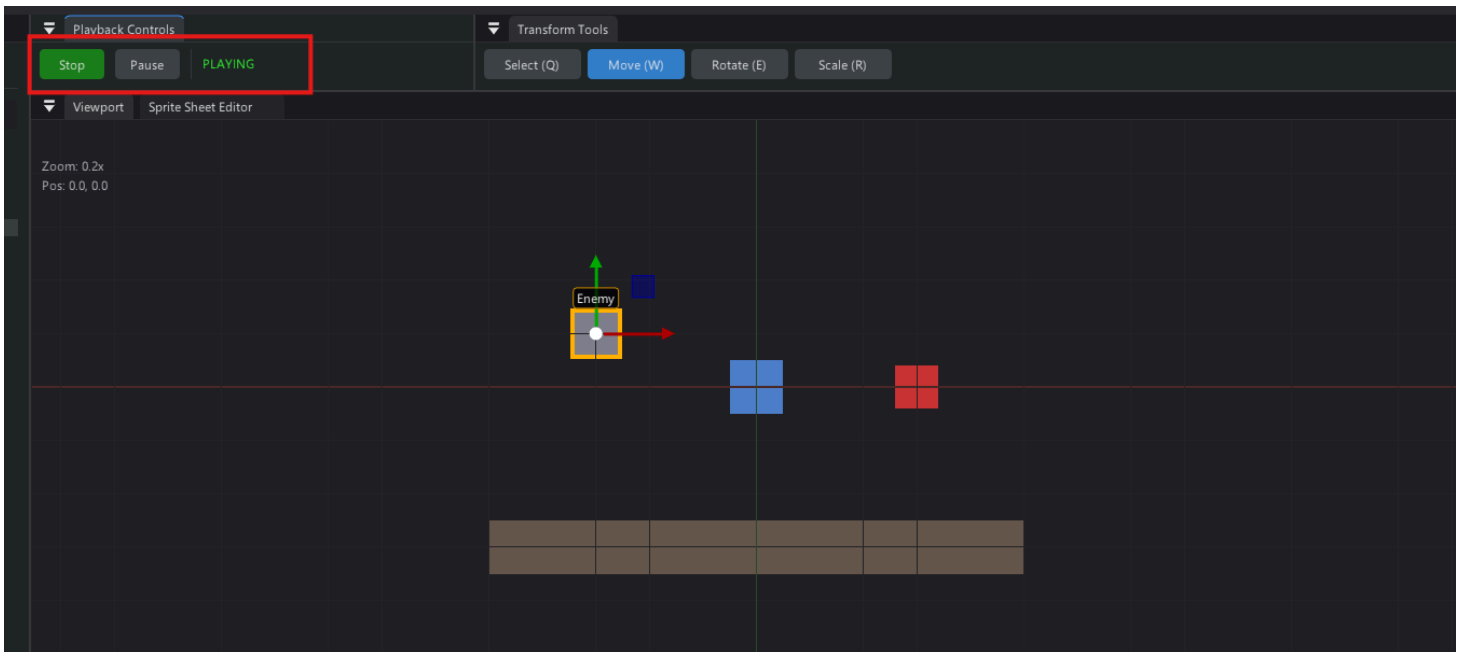 Playback Controls
Transform Tools
Stop
Pause
PLAYING
Select (Q)
Move (W)
Rotate (E)
Scale (R)
Viewport
Sprite Sheet Editor
Zoom: 0.2x
Pos: 0.0, 0.0
Enemy